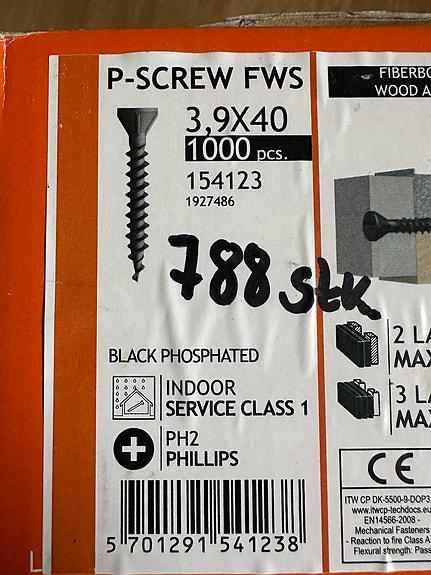 P-SCREW FWS
3,9X40
1000 pcs.
154123
1927486
788 stk.
BLACK PHOSPHATED
INDOOR
SERVICE CLASS 1
PH2
PHILLIPS
5 701291 541238
L
FIBERBO
WOOD A
2 LA
MAX
3 LA
MAX
CE
ITW CP DK-5500-9-DOP3
www.itwcp-techdocs.eu
EN14566-2008 -
Mechanical Fasteners
- Reaction to fire Class A
Flexural strength: Pass